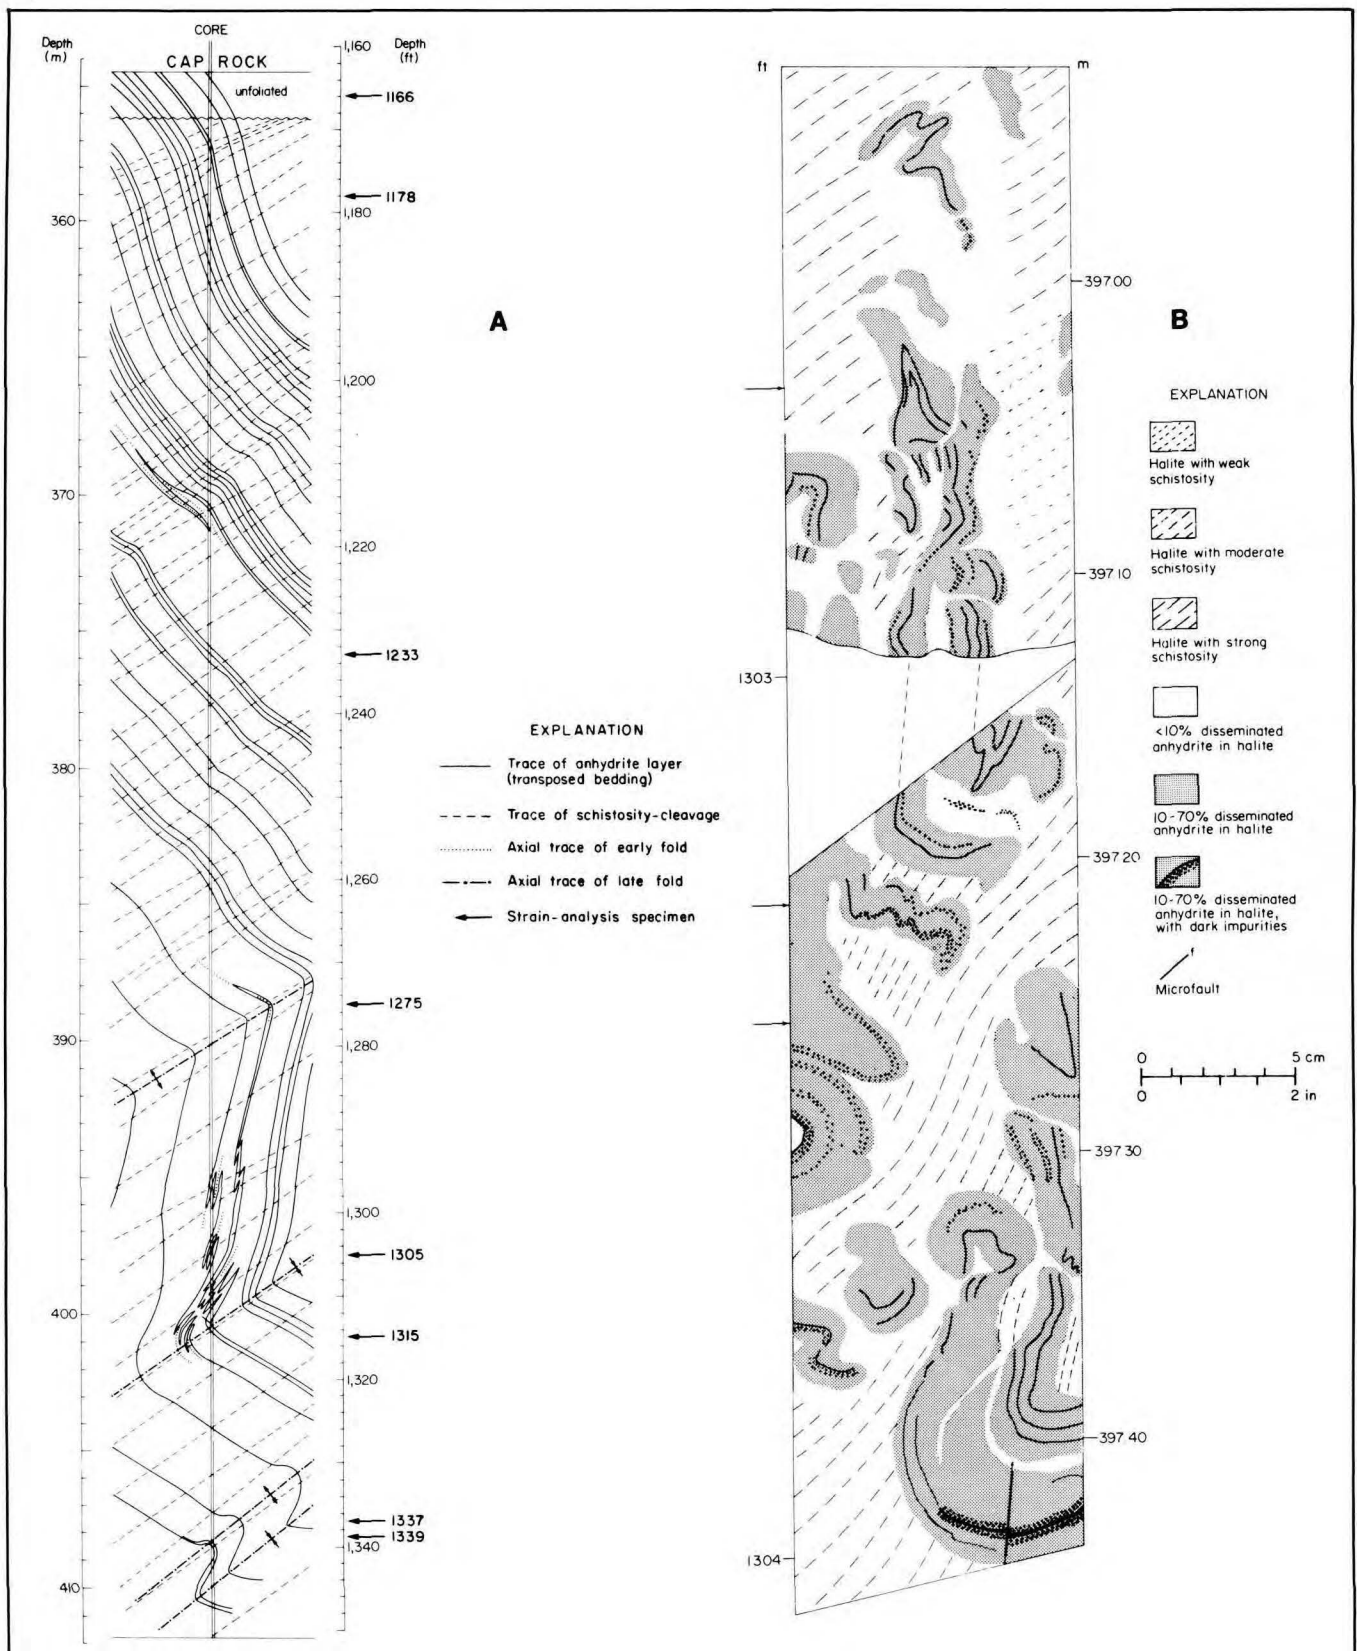 CORE
Depth
(m)
1,160
Depth
(ft)
CAP ROCK
unfoliated
1166
1178
1,180
360
1,200
370
1,220
1233
1,240
380
1,260
1275
390
1,280
1,300
1305
400
1315
1,320
1337
1339
1,340
410
A
EXPLANATION
Trace of anhydrite layer
(transposed bedding)
Trace of schistosity-cleavage
Axial trace of early fold
Axial trace of late fold
Strain-analysis specimen
ft
m
397.00
397.10
1303
397.20
397.30
397.40
1304
B
EXPLANATION
Halite with weak
schistosity
Halite with moderate
schistosity
Halite with strong
schistosity
<10% disseminated
anhydrite in halite
10-70% disseminated
anhydrite in halite
10-70% disseminated
anhydrite in halite,
with dark impurities
f
Microfault
0 5 cm
0 2 in